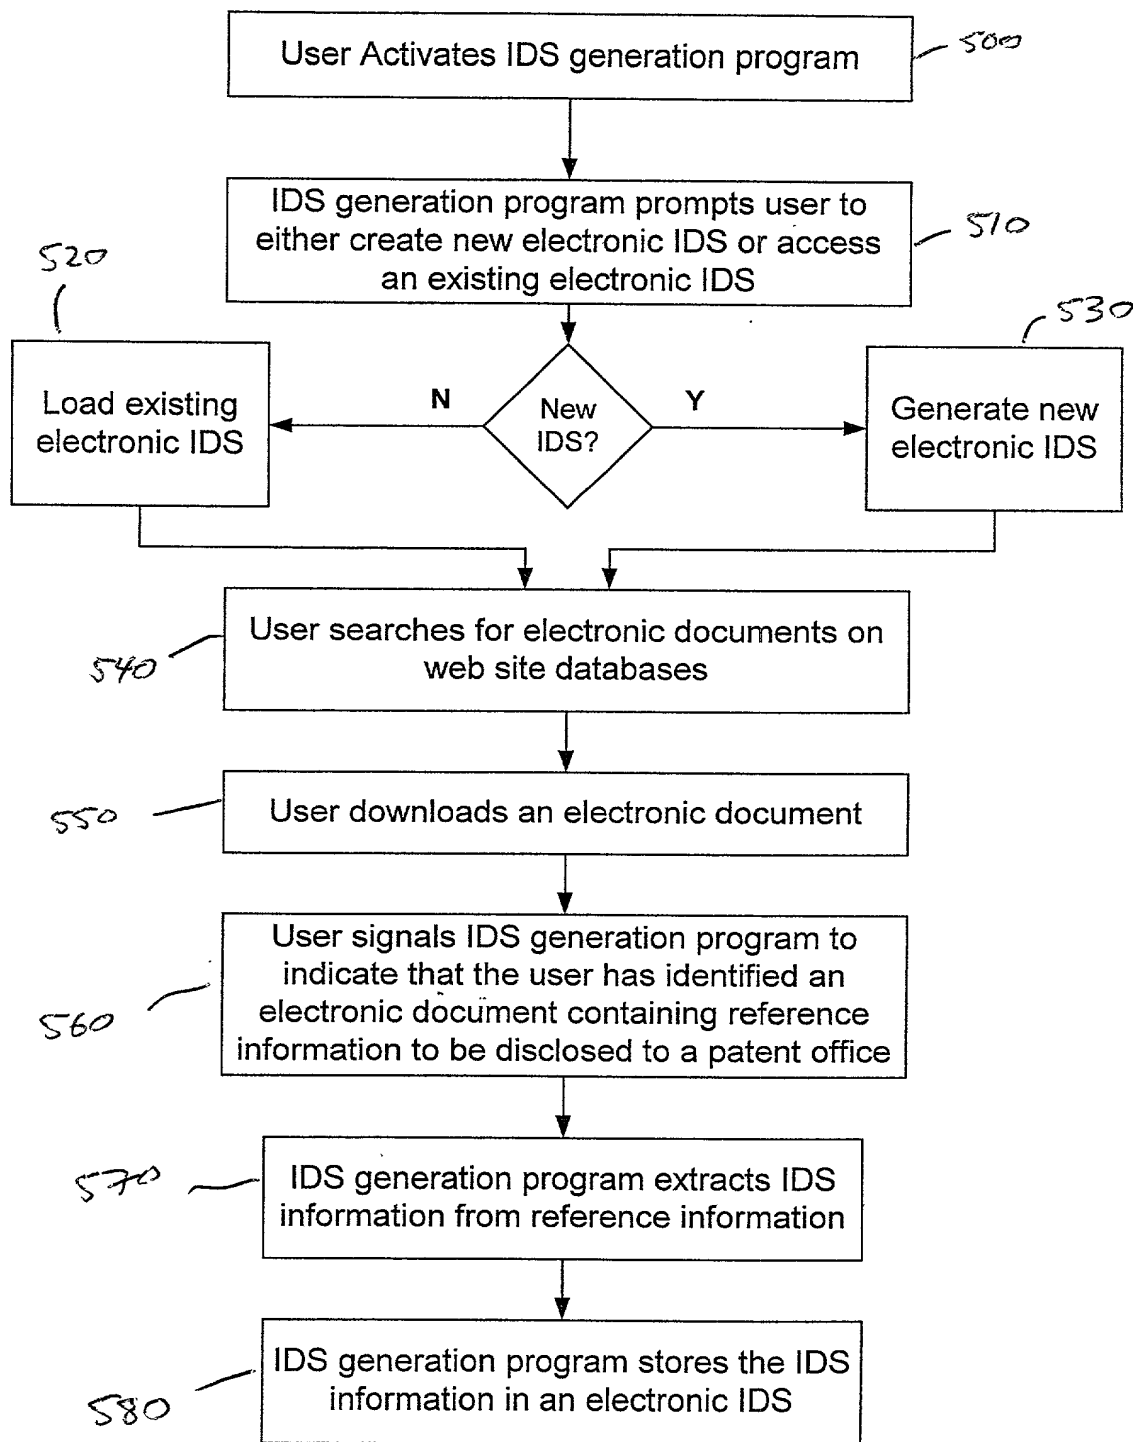 User Activates IDS generation program
500
IDS generation program prompts user to
either create new electronic IDS or access
an existing electronic IDS
510
520
530
Load existing
electronic IDS
N
New
IDS?
Y
Generate new
electronic IDS
User searches for electronic documents on
web site databases
540
User downloads an electronic document
550
User signals IDS generation program to
indicate that the user has identified an
electronic document containing reference
information to be disclosed to a patent office
560
IDS generation program extracts IDS
information from reference information
570
IDS generation program stores the IDS
information in an electronic IDS
580